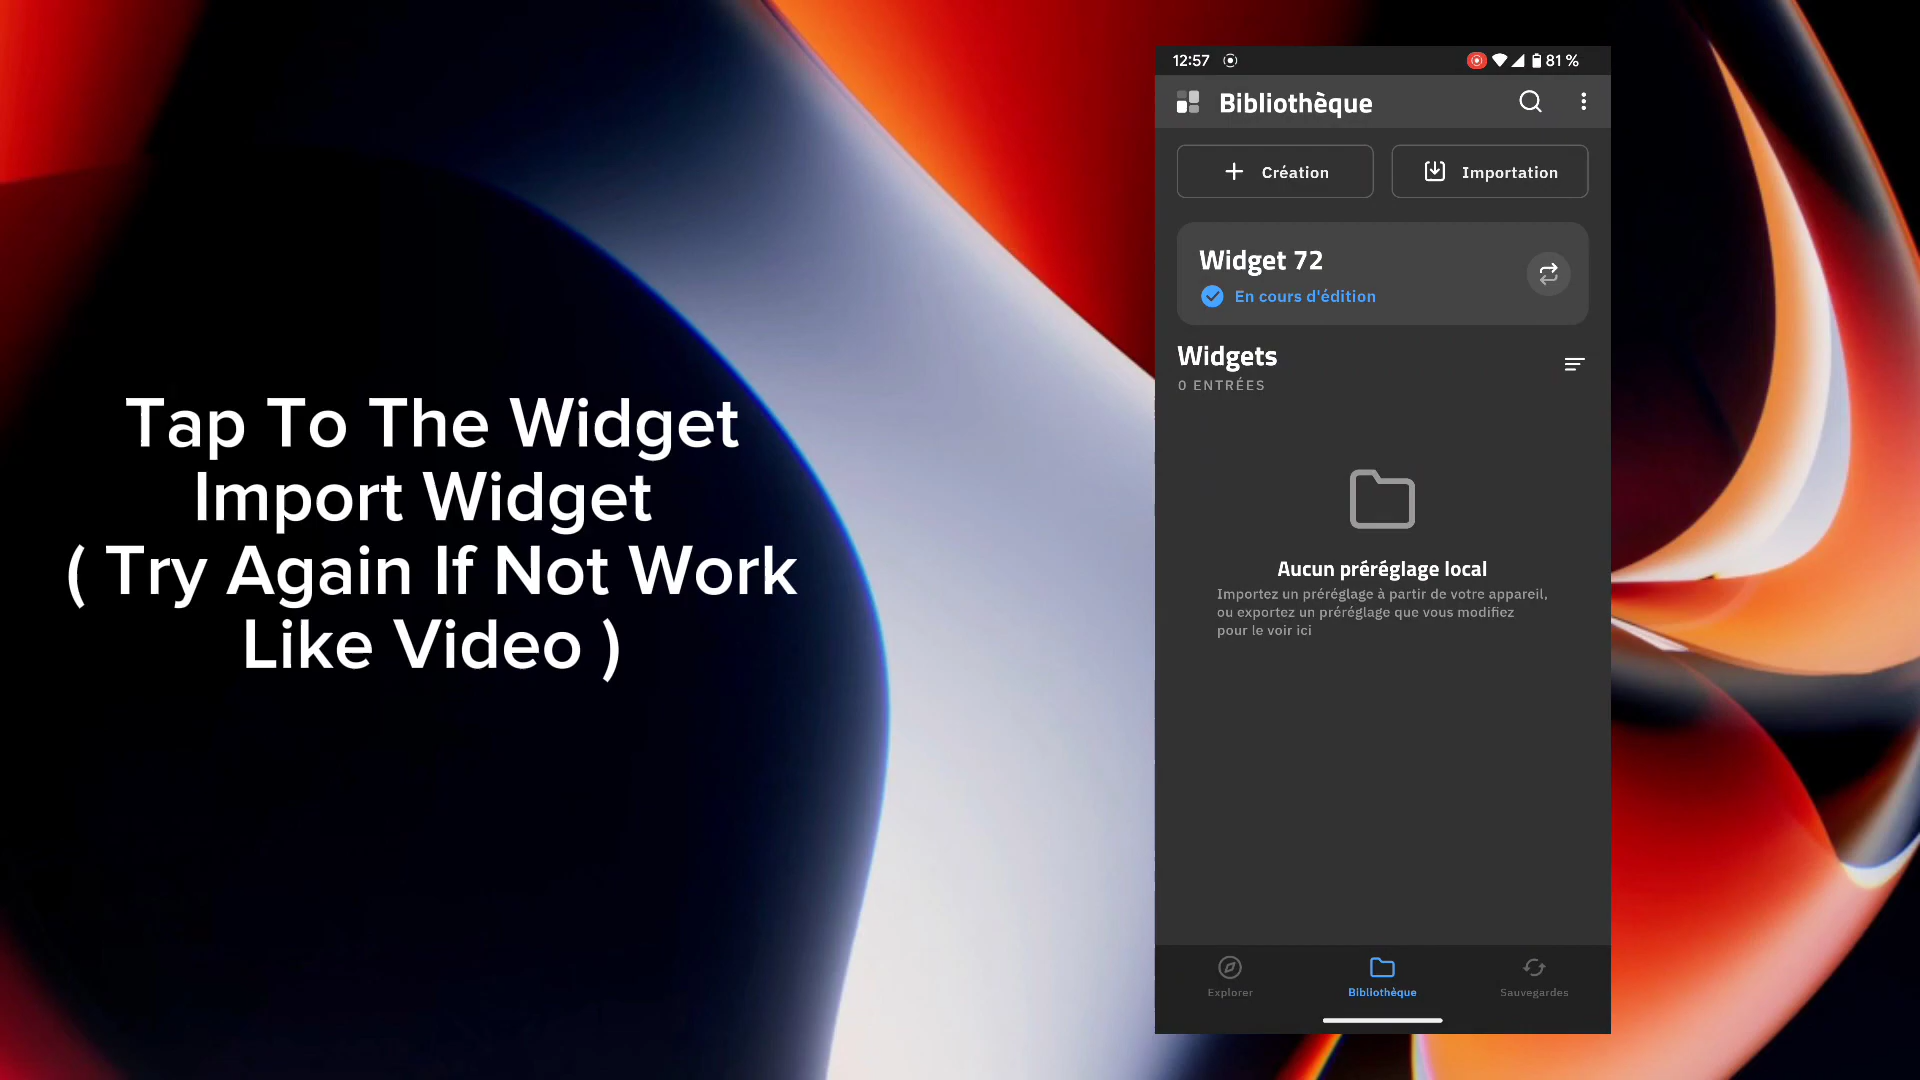 Tap To The Widget
Import Widget
( Try Again If Not Work
Like Video )
12:57
81 %
Bibliothèque
Création
Importation
Widget 72
En cours d'édition
Widgets
0 ENTRÉES
Aucun préréglage local
Importez un préréglage à partir de votre appareil,
ou exportez un préréglage que vous modifiez
pour le voir ici
Explorer
Bibliothèque
Sauvegardes